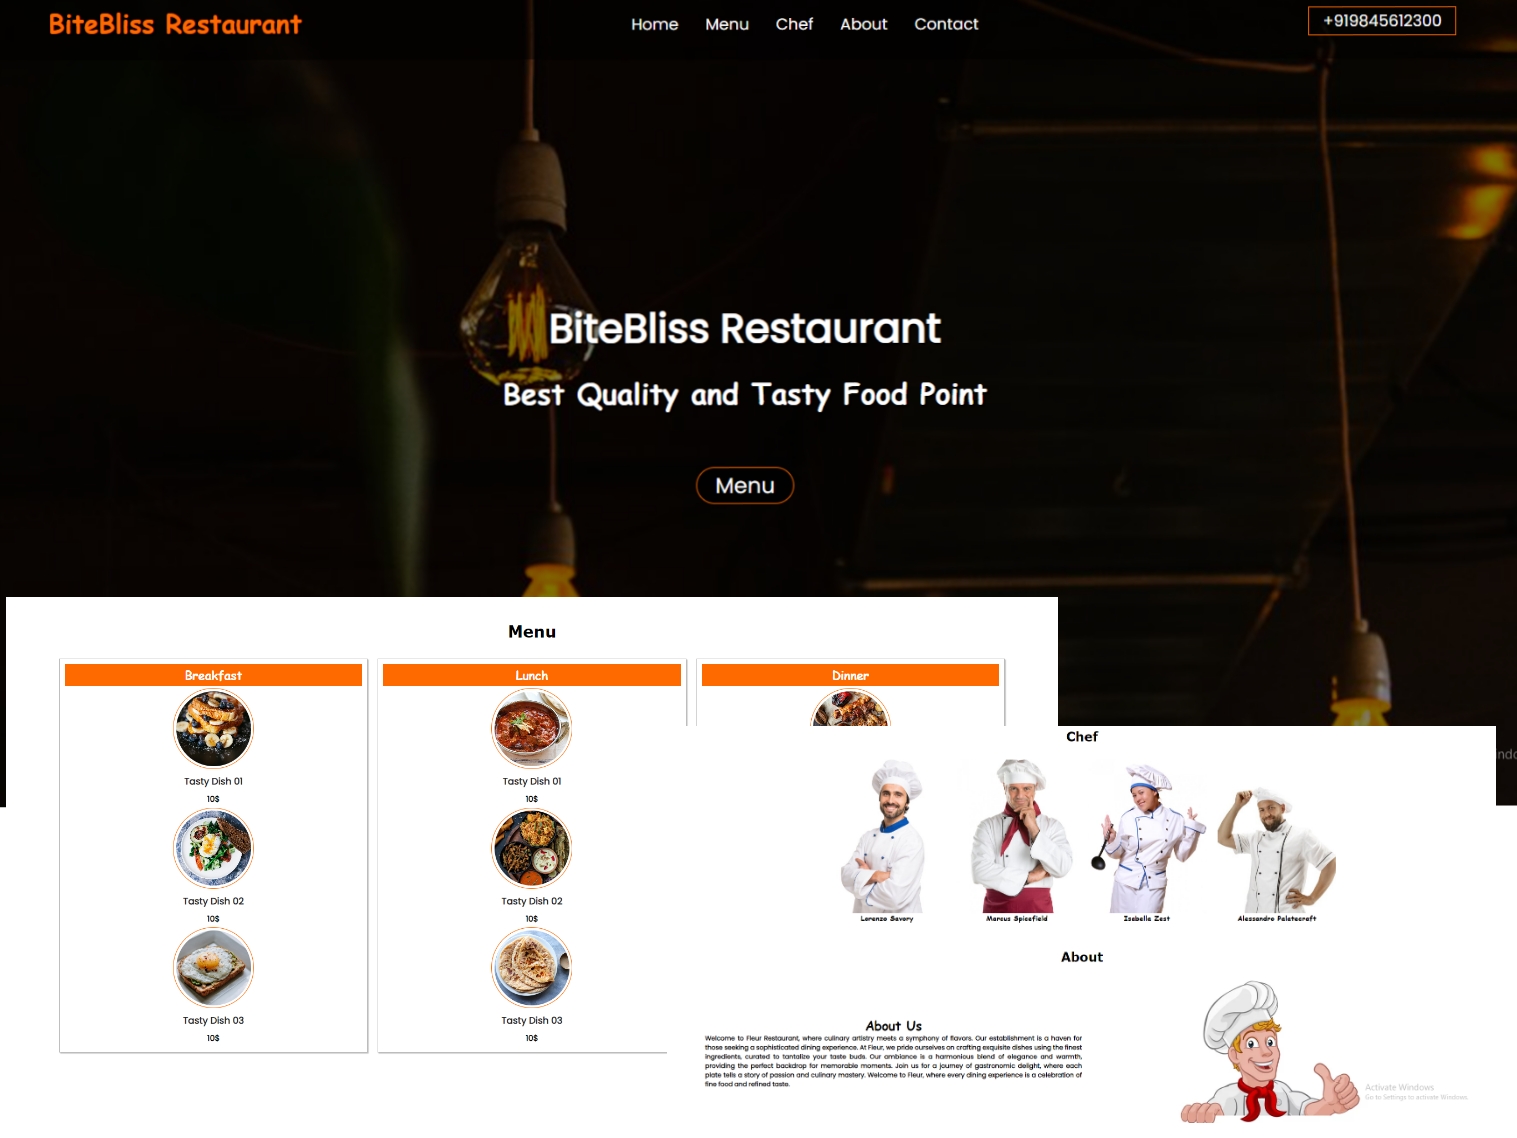 BiteBliss Restaurant
Home Menu Chef About Contact
+919845612300
BiteBliss Restaurant
Best Quality and Tasty Food Point
Menu
Menu
Breakfast Lunch Dinner
Tasty Dish 01 Tasty Dish 01
10$ 10$
Tasty Dish 02 Tasty Dish 02
10$ 10$
Tasty Dish 03 Tasty Dish 03
10$ 10$
Chef
Lorenzo Savory Marcus Spicefield Isabella Zest Alessandro Palatecraft
About
About Us
Welcome to Fleur Restaurant, where culinary artistry meets a symphony of flavors. Our establishment is a haven for
those seeking a sophisticated dining experience. At Fleur, we pride ourselves on crafting exquisite dishes using the finest
ingredients, curated to tantalize your taste buds. Our ambiance is a harmonious blend of elegance and warmth,
providing the perfect backdrop for memorable moments. Join us for a journey of gastronomic delight, where each
plate tells a story of passion and culinary mastery. Welcome to Fleur, where every dining experience is a celebration of
fine food and refined taste.
Activate Windows
Go to Settings to activate Windows.